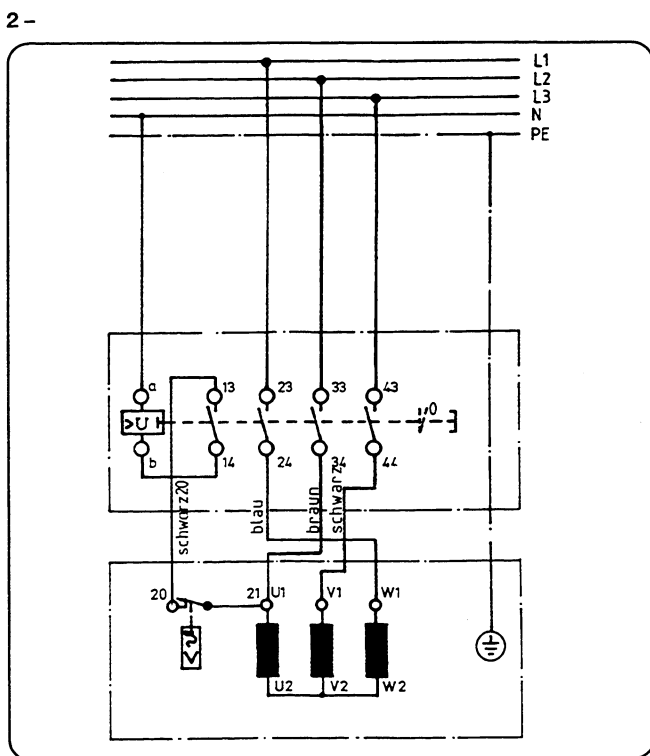 2 –
L1
L2
L3
N
PE
a 13 23 33 43 0
>U
b 14 24 34 44
schwarz20 blau braun schwarz
20 21 U1 V1 W1
U2 V2 W2